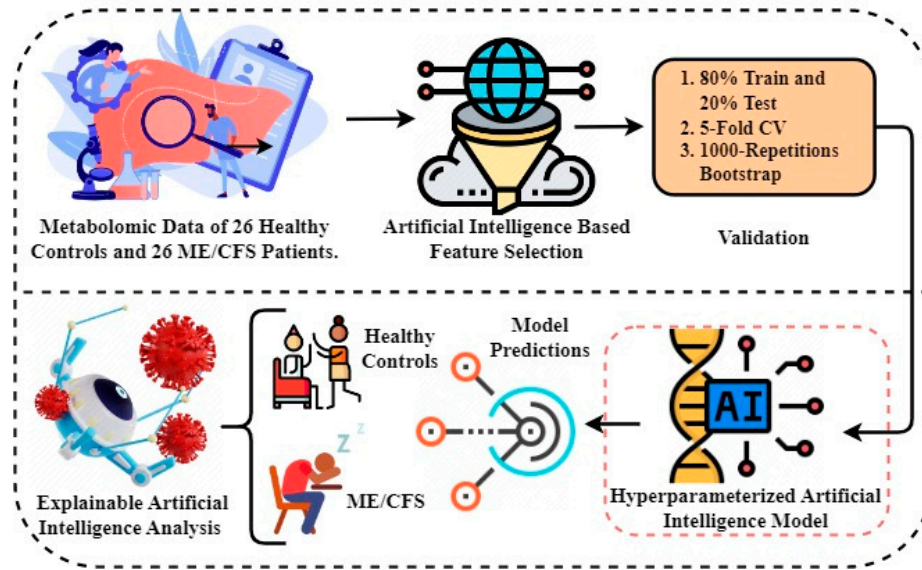 Metabolomic Data of 26 Healthy
Controls and 26 ME/CFS Patients.
Artificial Intelligence Based
Feature Selection
1. 80% Train and
20% Test
2. 5-Fold CV
3. 1000-Repetitions
Bootstrap
Validation
AI
Hyperparameterized Artificial
Intelligence Model
Model
Predictions
Healthy
Controls
z z
ME/CFS
Explainable Artificial
Intelligence Analysis